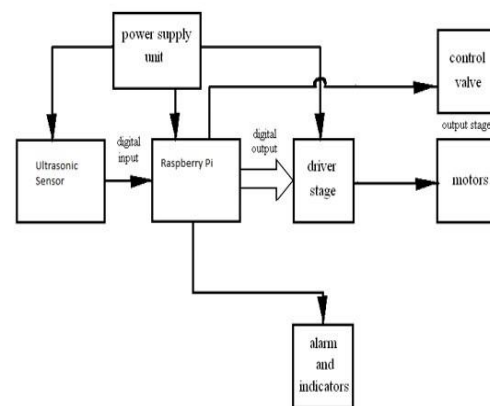 power supply
unit
control
valve
output stage
digital
input
digital
output
Ultrasonic
Sensor
Raspberry Pi
driver
stage
motors
alarm
and
indicators